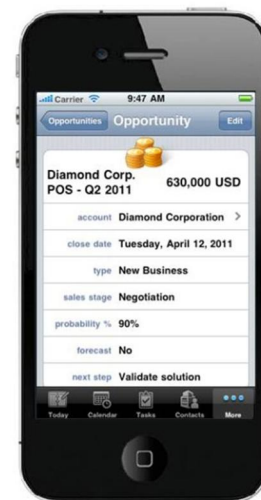 Carrier 9:47 AM
Opportunities Opportunity Edit
Diamond Corp.
POS - Q2 2011 630,000 USD
account Diamond Corporation >
close date Tuesday, April 12, 2011
type New Business
sales stage Negotiation
probability % 90%
forecast No
next step Validate solution
Today Calendar Tasks Contacts More